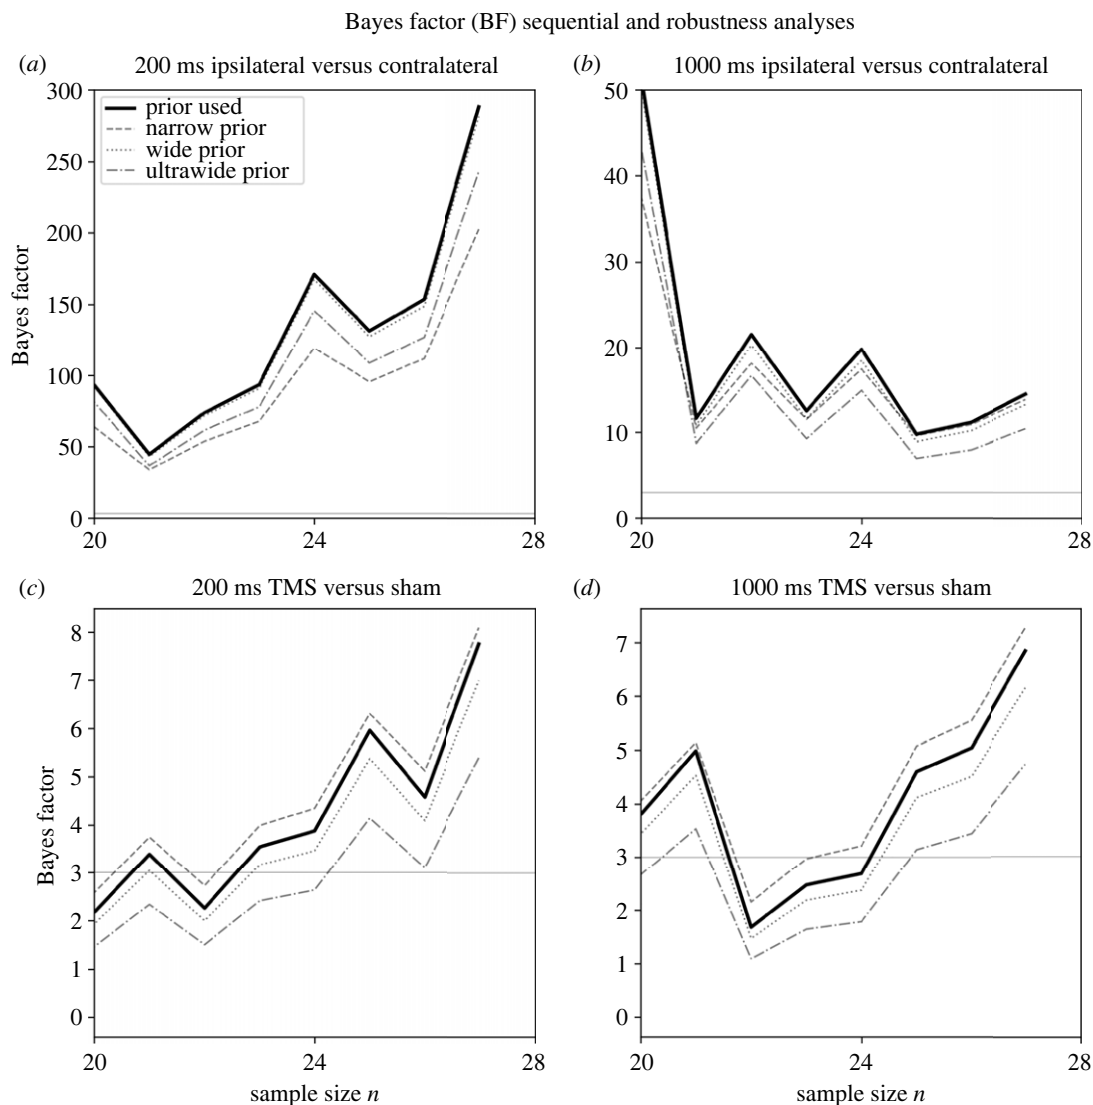 Bayes factor (BF) sequential and robustness analyses
(a) 200 ms ipsilateral versus contralateral
300
250
200
150
100
50
0
20 24 28
Bayes factor
prior used
narrow prior
wide prior
ultrawide prior
(b) 1000 ms ipsilateral versus contralateral
50
40
30
20
10
0
20 24 28
(c) 200 ms TMS versus sham
8
7
6
5
4
3
2
1
0
20 24 28
Bayes factor
sample size n
(d) 1000 ms TMS versus sham
7
6
5
4
3
2
1
0
20 24 28
sample size n